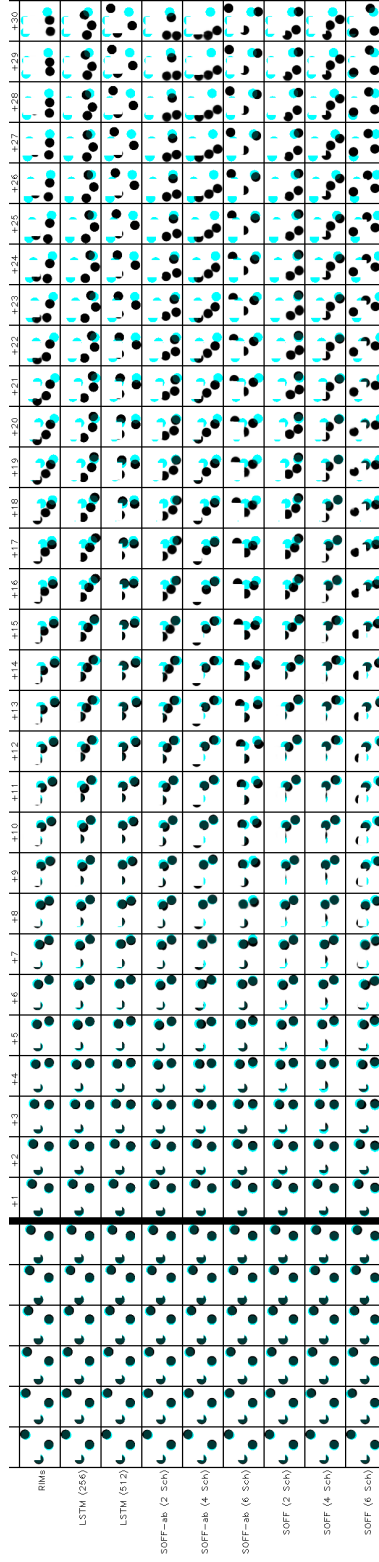 +1 +2 +3 +4 +5 +6 +7 +8 +9 +10 +11 +12 +13 +14 +15 +16 +17 +18 +19 +20 +21 +22 +23 +24 +25 +26 +27 +28 +29 +30
RIMs
LSTM (256)
LSTM (512)
SOFF-ab (2 Sch)
SOFF-ab (4 Sch)
SOFF-ab (6 Sch)
SOFF (2 Sch)
SOFF (4 Sch)
SOFF (6 Sch)